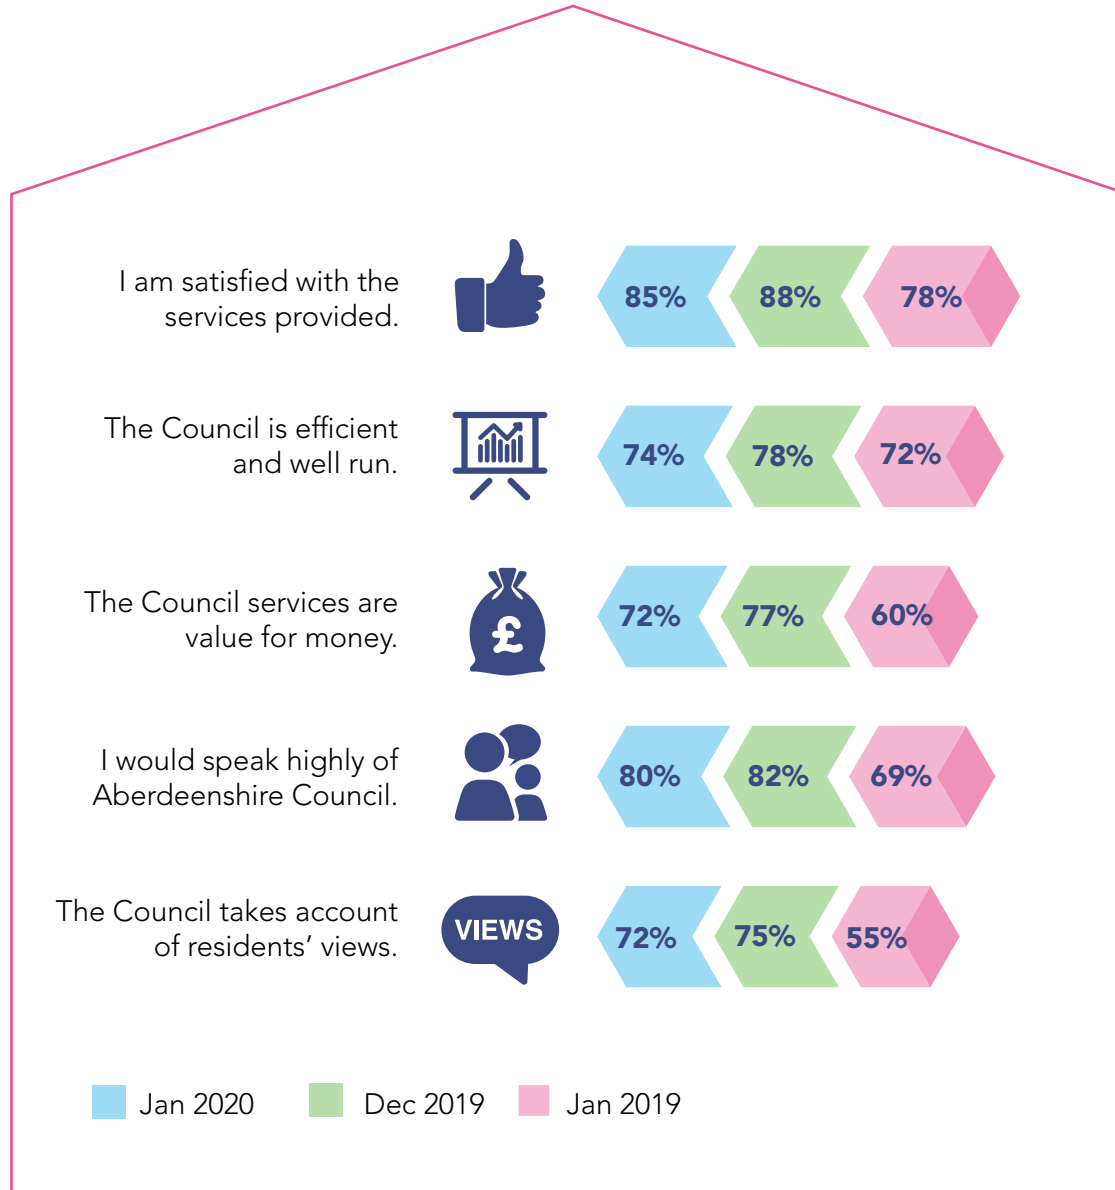 I am satisfied with the
services provided.
85% 88% 78%
The Council is efficient
and well run.
74% 78% 72%
The Council services are
value for money.
£
72% 77% 60%
I would speak highly of
Aberdeenshire Council.
80% 82% 69%
The Council takes account
of residents’ views.
VIEWS
72% 75% 55%
Jan 2020 Dec 2019 Jan 2019